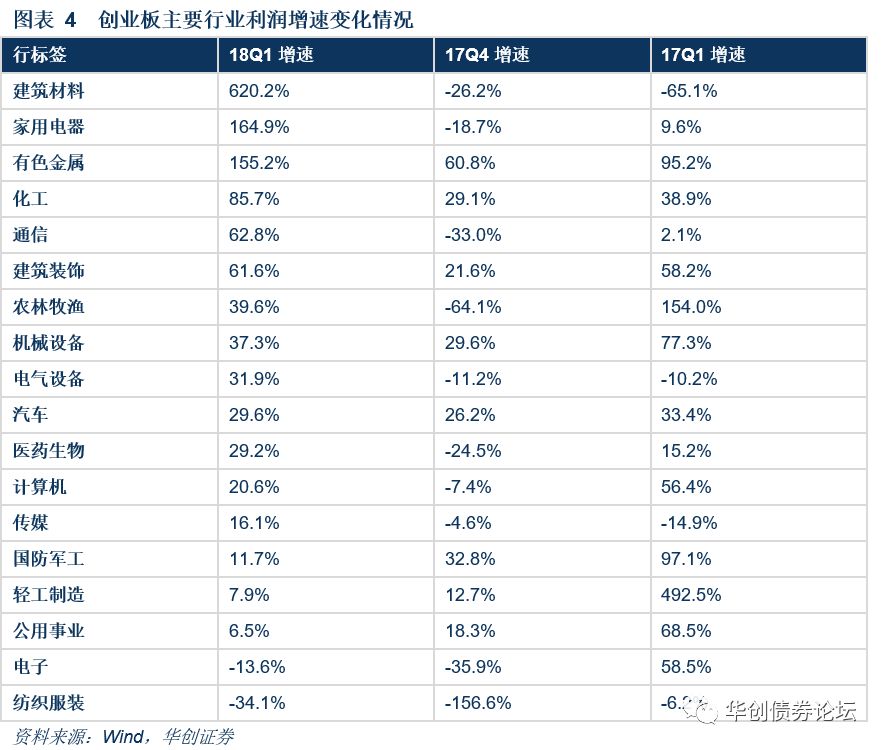 图表 4 创业板主要行业利润增速变化情况
行标签 18Q1 增速 17Q4 增速 17Q1 增速
建筑材料 620.2% -26.2% -65.1%
家用电器 164.9% -18.7% 9.6%
有色金属 155.2% 60.8% 95.2%
化工 85.7% 29.1% 38.9%
通信 62.8% -33.0% 2.1%
建筑装饰 61.6% 21.6% 58.2%
农林牧渔 39.6% -64.1% 154.0%
机械设备 37.3% 29.6% 77.3%
电气设备 31.9% -11.2% -10.2%
汽车 29.6% 26.2% 33.4%
医药生物 29.2% -24.5% 15.2%
计算机 20.6% -7.4% 56.4%
传媒 16.1% -4.6% -14.9%
国防军工 11.7% 32.8% 97.1%
轻工制造 7.9% 12.7% 492.5%
公用事业 6.5% 18.3% 68.5%
电子 -13.6% -35.9% 58.5%
纺织服装 -34.1% -156.6%
华创债券论坛
资料来源：Wind，华创证券